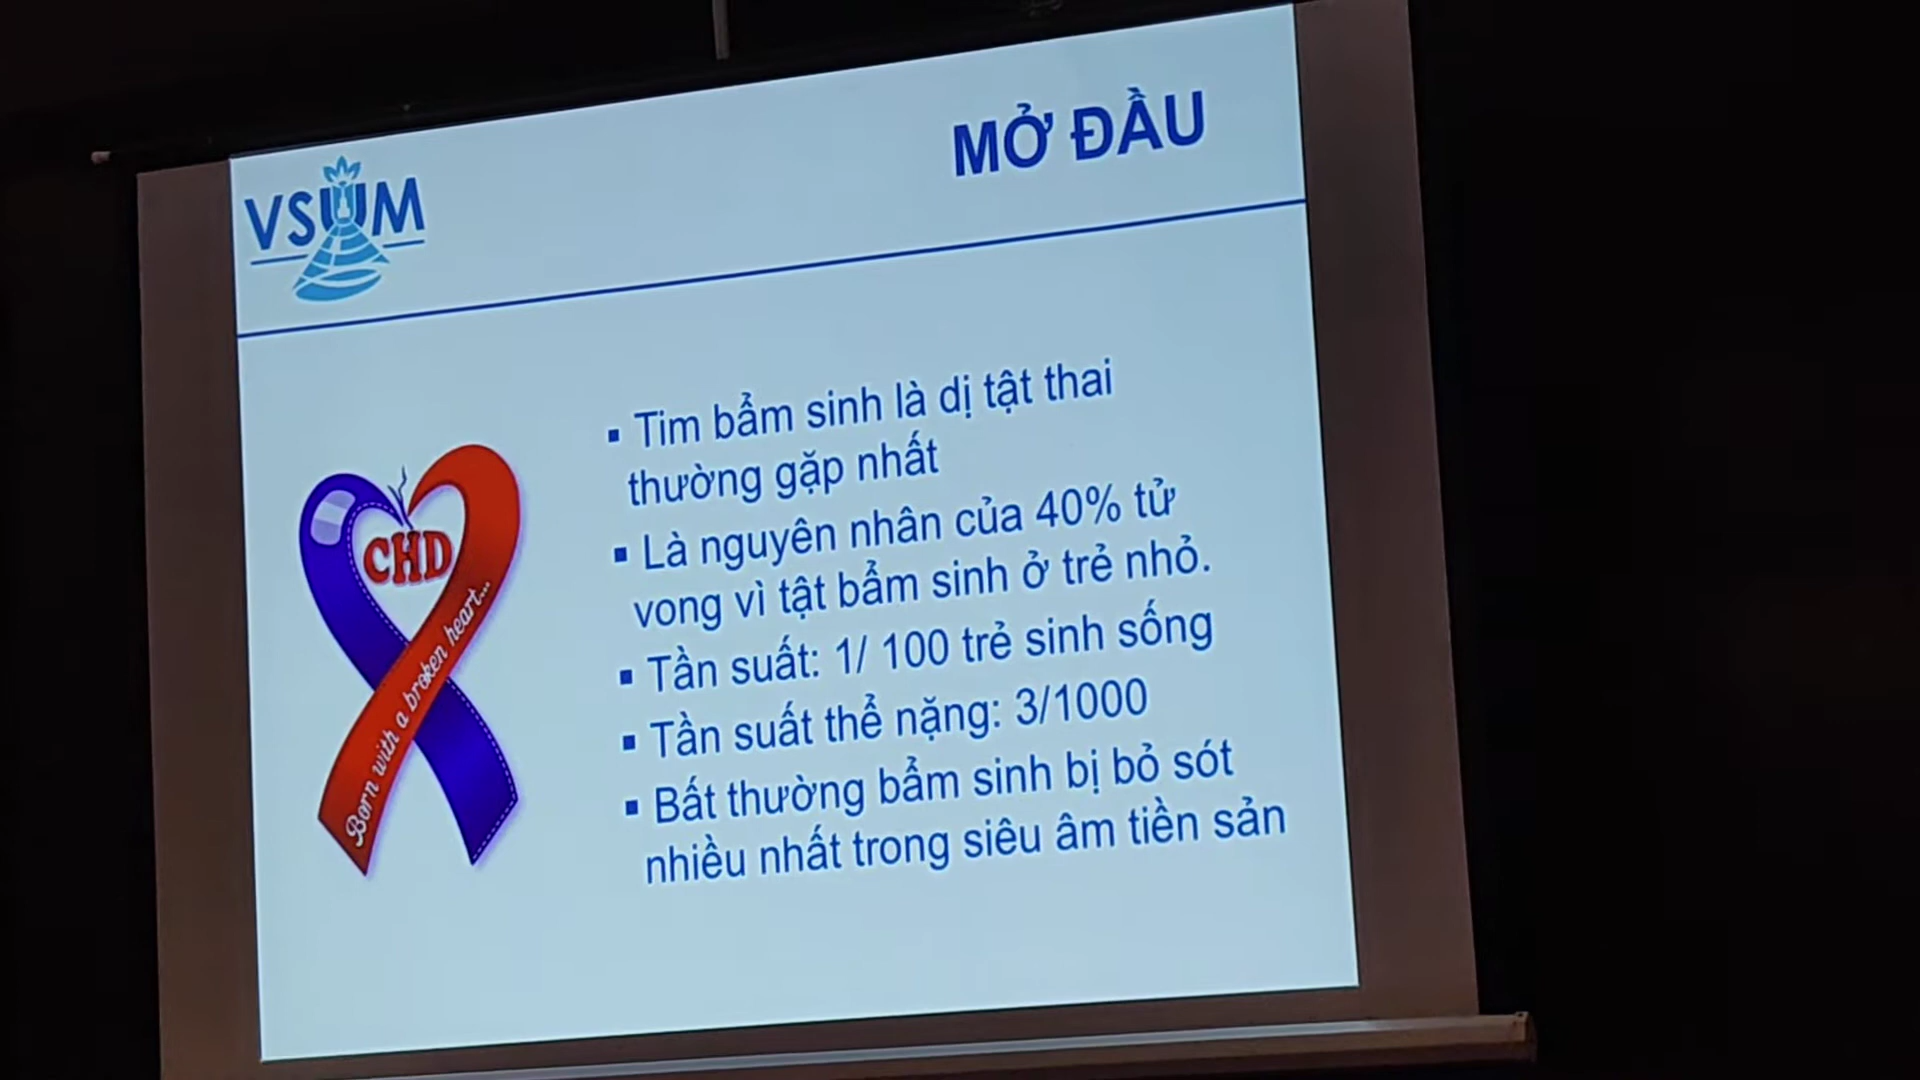 VSUM
MỞ ĐẦU
CHD
Born with a broken heart...
▪ Tim bẩm sinh là dị tật thai
thường gặp nhất
▪ Là nguyên nhân của 40% tử
vong vì tật bẩm sinh ở trẻ nhỏ.
▪ Tần suất: 1/ 100 trẻ sinh sống
▪ Tần suất thể nặng: 3/1000
▪ Bất thường bẩm sinh bị bỏ sót
nhiều nhất trong siêu âm tiền sản